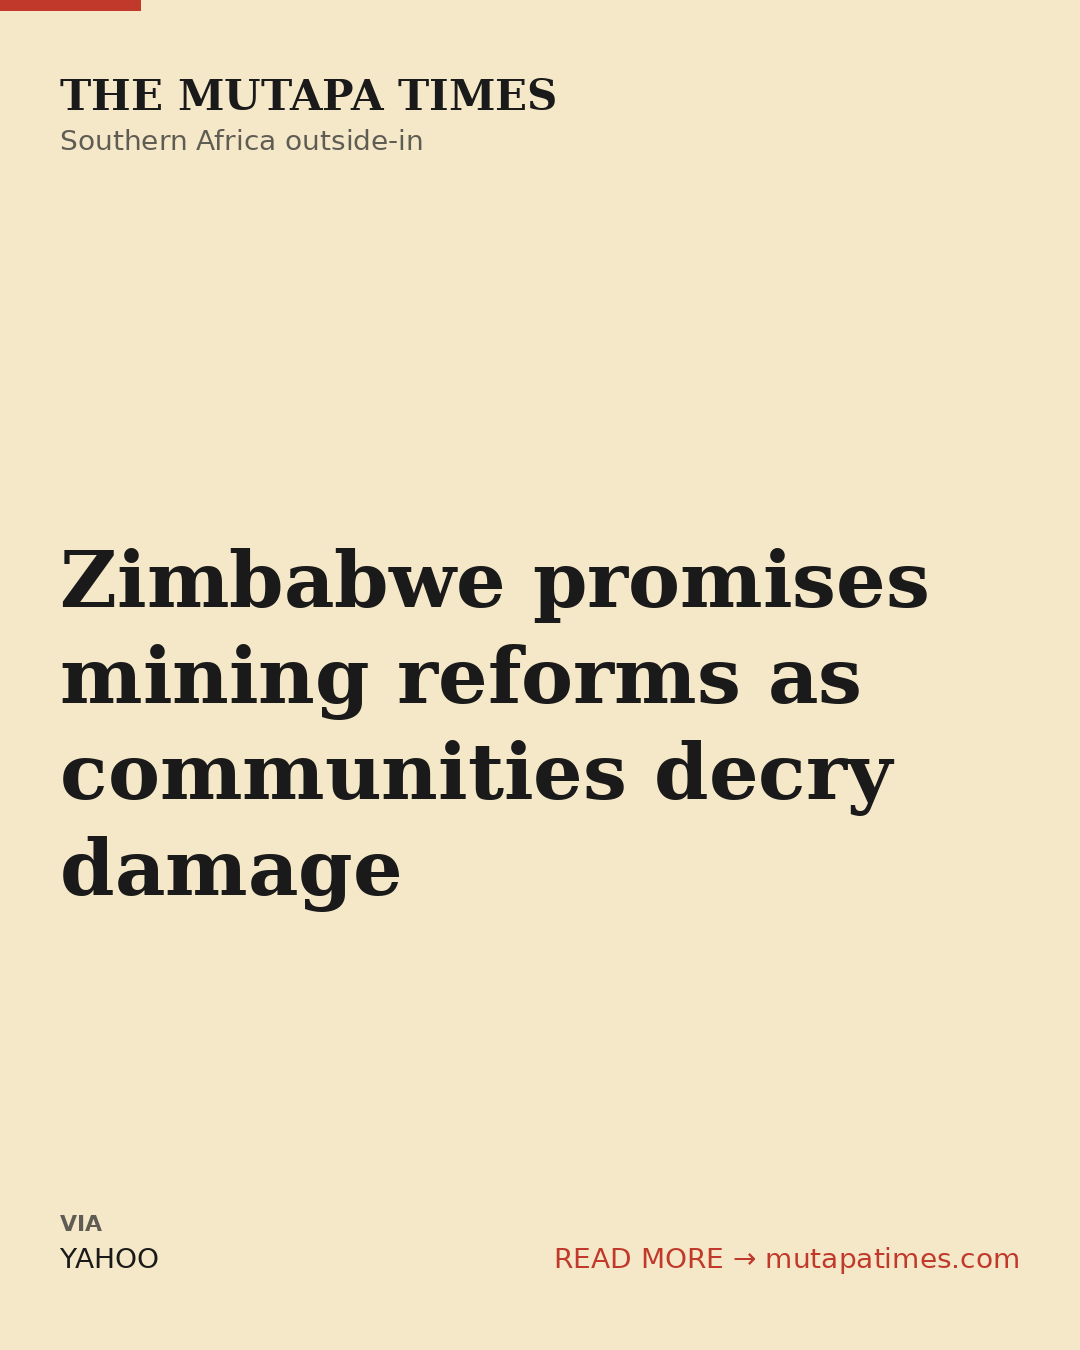 THE MUTAPA TIMES
Southern Africa outside-in
Zimbabwe promises
mining reforms as
communities decry
damage
VIA
YAHOO
READ MORE → mutapatimes.com